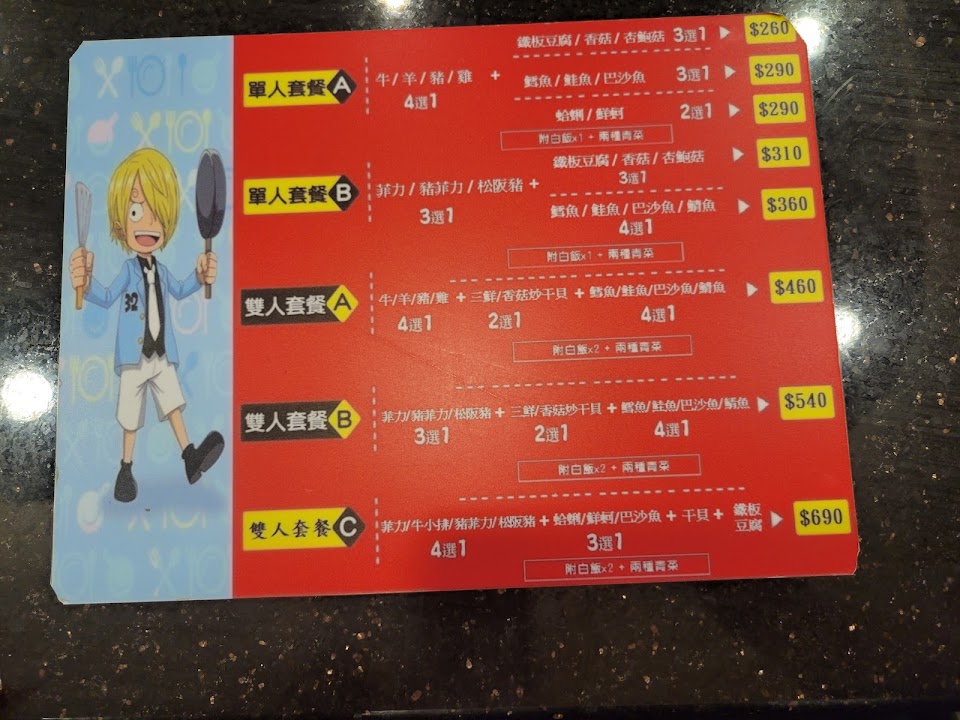 鐵板豆腐 / 香菇 / 杏鮑菇 3選1 ▶ $260
單人套餐 A 牛 / 羊 / 豬 / 雞 + 鱈魚 / 鮭魚 / 巴沙魚 3選1 ▶ $290
4選1
蛤蜊 / 鮮蚵 2選1 ▶ $290
附白飯x1 + 兩種青菜
鐵板豆腐 / 香菇 / 杏鮑菇 ▶ $310
3選1
單人套餐 B 菲力 / 豬菲力 / 松阪豬 +
3選1
鱈魚 / 鮭魚 / 巴沙魚 / 鯛魚 ▶ $360
4選1
附白飯x1 + 兩種青菜
雙人套餐 A 牛/羊/豬/雞 + 三鮮/香菇炒干貝 + 鱈魚/鮭魚/巴沙魚/鯛魚 ▶ $460
4選1 2選1 4選1
附白飯x2 + 兩種青菜
雙人套餐 B 菲力/豬菲力/松阪豬 + 三鮮/香菇炒干貝 + 鱈魚/鮭魚/巴沙魚/鯛魚 ▶ $540
3選1 2選1 4選1
附白飯x2 + 兩種青菜
雙人套餐 C 菲力/牛小排/豬菲力/松阪豬 + 蛤蜊/鮮蚵/巴沙魚 + 干貝 + 鐵板豆腐 ▶ $690
4選1 3選1
附白飯x2 + 兩種青菜
32